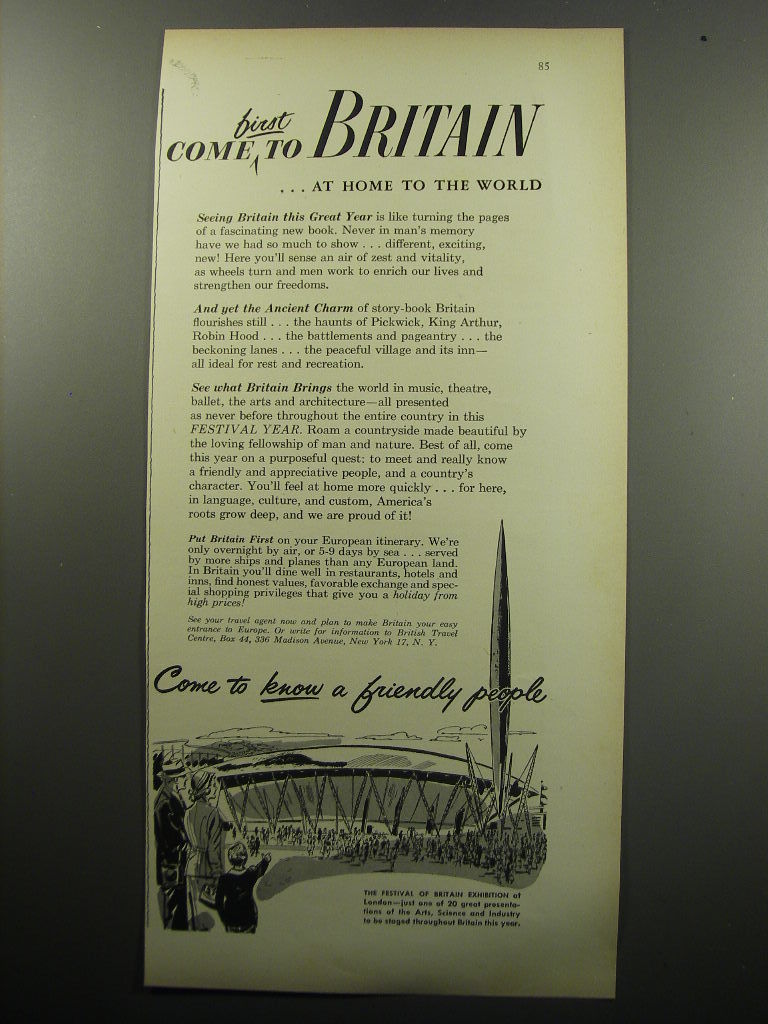 85
COME first TO BRITAIN
. . . AT HOME TO THE WORLD
Seeing Britain this Great Year is like turning the pages
of a fascinating new book. Never in man's memory
have we had so much to show . . . different, exciting,
new! Here you'll sense an air of zest and vitality,
as wheels turn and men work to enrich our lives and
strengthen our freedoms.
And yet the Ancient Charm of story-book Britain
flourishes still . . . the haunts of Pickwick, King Arthur,
Robin Hood . . . the battlements and pageantry . . . the
beckoning lanes . . . the peaceful village and its inn—
all ideal for rest and recreation.
See what Britain Brings the world in music, theatre,
ballet, the arts and architecture—all presented
as never before throughout the entire country in this
FESTIVAL YEAR. Roam a countryside made beautiful by
the loving fellowship of man and nature. Best of all, come
this year on a purposeful quest; to meet and really know
a friendly and appreciative people, and a country's
character. You'll feel at home more quickly . . . for here,
in language, culture, and custom, America's
roots grow deep, and we are proud of it!
Put Britain First on your European itinerary. We're
only overnight by air, or 5-9 days by sea . . . served
by more ships and planes than any European land.
In Britain you'll dine well in restaurants, hotels and
inns, find honest values, favorable exchange and spec-
ial shopping privileges that give you a holiday from
high prices!
See your travel agent now and plan to make Britain your easy
entrance to Europe. Or write for information to British Travel
Centre, Box 44, 336 Madison Avenue, New York 17, N. Y.
Come to know a friendly people
THE FESTIVAL OF BRITAIN EXHIBITION at
London—just one of 20 great presenta-
tions of the Arts, Science and Industry
to be staged throughout Britain this year.